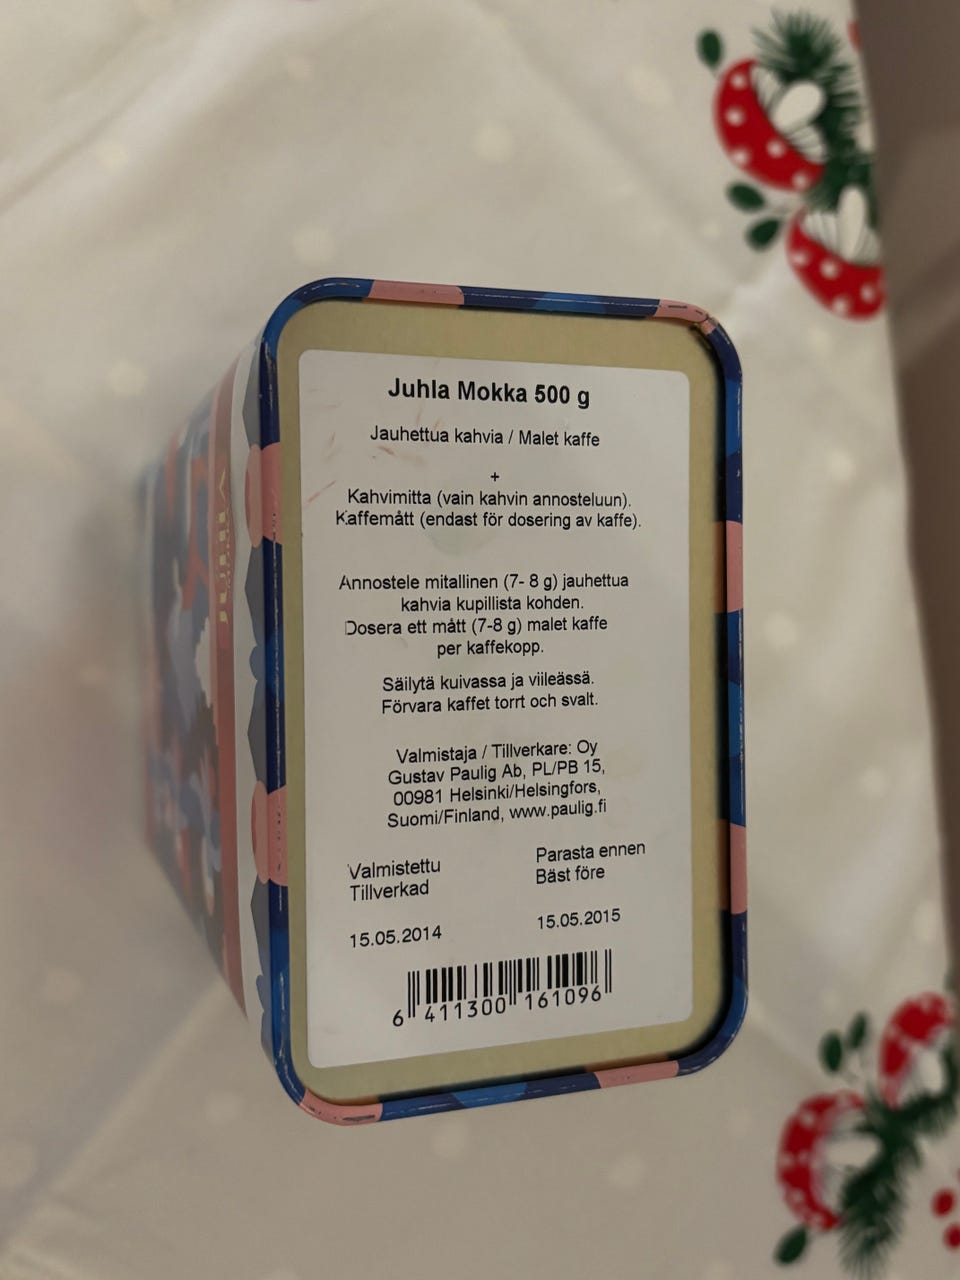 Juhla Mokka 500 g
Jauhettua kahvia / Malet kaffe
+
Kahvimitta (vain kahvin annosteluun).
Kaffemått (endast för dosering av kaffe).
Annostele mitallinen (7- 8 g) jauhettua
kahvia kupillista kohden.
Dosera ett mått (7-8 g) malet kaffe
per kaffekopp.
Säilytä kuivassa ja viileässä.
Förvara kaffet torrt och svalt.
Valmistaja / Tillverkare: Oy
Gustav Paulig Ab, PL/PB 15,
00981 Helsinki/Helsingfors,
Suomi/Finland, www.paulig.fi
Valmistettu
Tillverkad
15.05.2014
Parasta ennen
Bäst före
15.05.2015
6 411300 161096
JUHLA